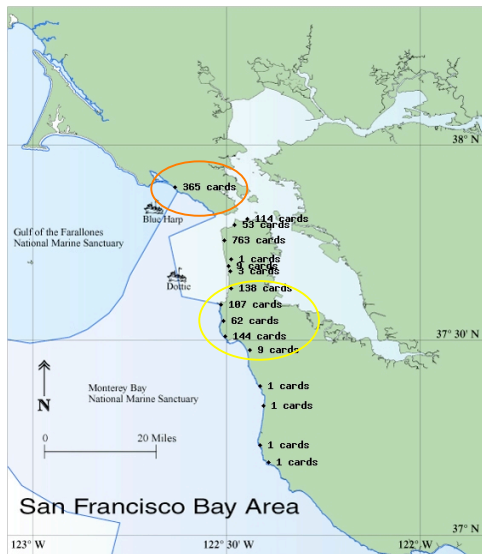 38° N
365 cards
Blue Harp
114 cards
53 cards
763 cards
Gulf of the Farallones
National Marine Sanctuary
1 cards
9 cards
3 cards
Dottie
138 cards
107 cards
62 cards
37° 30' N
144 cards
9 cards
N
Monterey Bay
National Marine Sanctuary
1 cards
1 cards
0 20 Miles
1 cards
1 cards
San Francisco Bay Area
37° N
123° W 122° 30' W 122° W